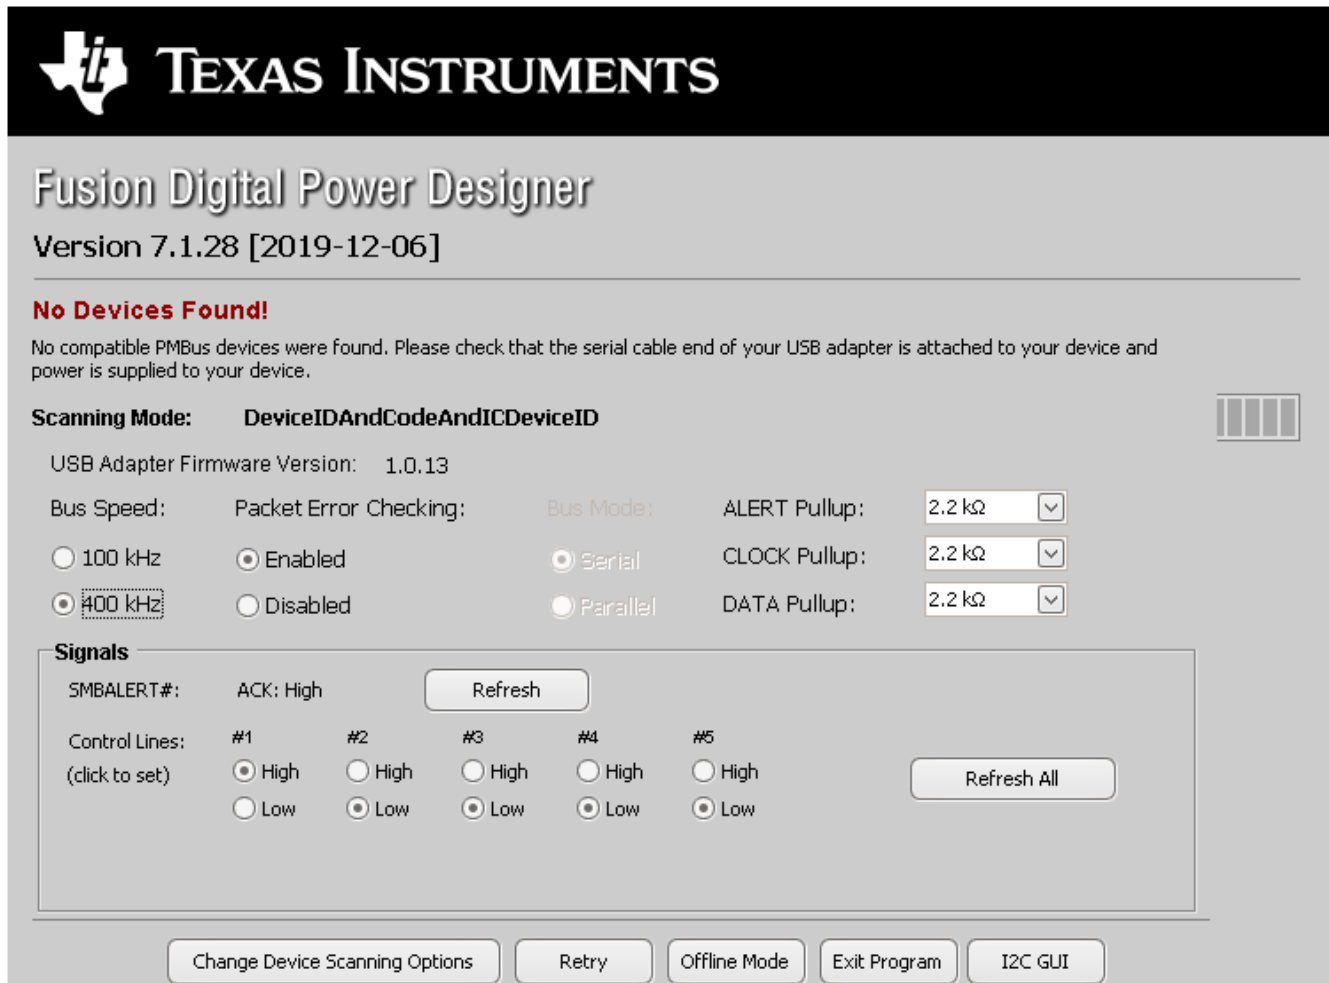 TEXAS INSTRUMENTS
Fusion Digital Power Designer
Version 7.1.28 [2019-12-06]
No Devices Found!
No compatible PMBus devices were found. Please check that the serial cable end of your USB adapter is attached to your device and
power is supplied to your device.
Scanning Mode: DeviceIDAndCodeAndICDeviceID
USB Adapter Firmware Version: 1.0.13
Bus Speed: Packet Error Checking: Bus Mode: ALERT Pullup: 2.2 kΩ
100 kHz Enabled Serial CLOCK Pullup: 2.2 kΩ
400 kHz Disabled Parallel DATA Pullup: 2.2 kΩ
Signals
SMBALERT#: ACK: High Refresh
Control Lines: #1 #2 #3 #4 #5
(click to set) High High High High High Refresh All
Low Low Low Low Low
Change Device Scanning Options Retry Offline Mode Exit Program I2C GUI